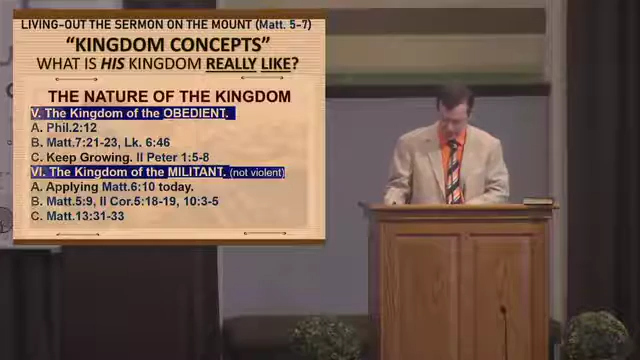 LIVING-OUT THE SERMON ON THE MOUNT (Matt. 5-7)
“KINGDOM CONCEPTS”
WHAT IS HIS KINGDOM REALLY LIKE?
THE NATURE OF THE KINGDOM
V. The Kingdom of the OBEDIENT.
A. Phil.2:12
B. Matt.7:21-23, Lk. 6:46
C. Keep Growing. II Peter 1:5-8
VI. The Kingdom of the MILITANT. (not violent)
A. Applying Matt.6:10 today.
B. Matt.5:9, II Cor.5:18-19, 10:3-5
C. Matt.13:31-33